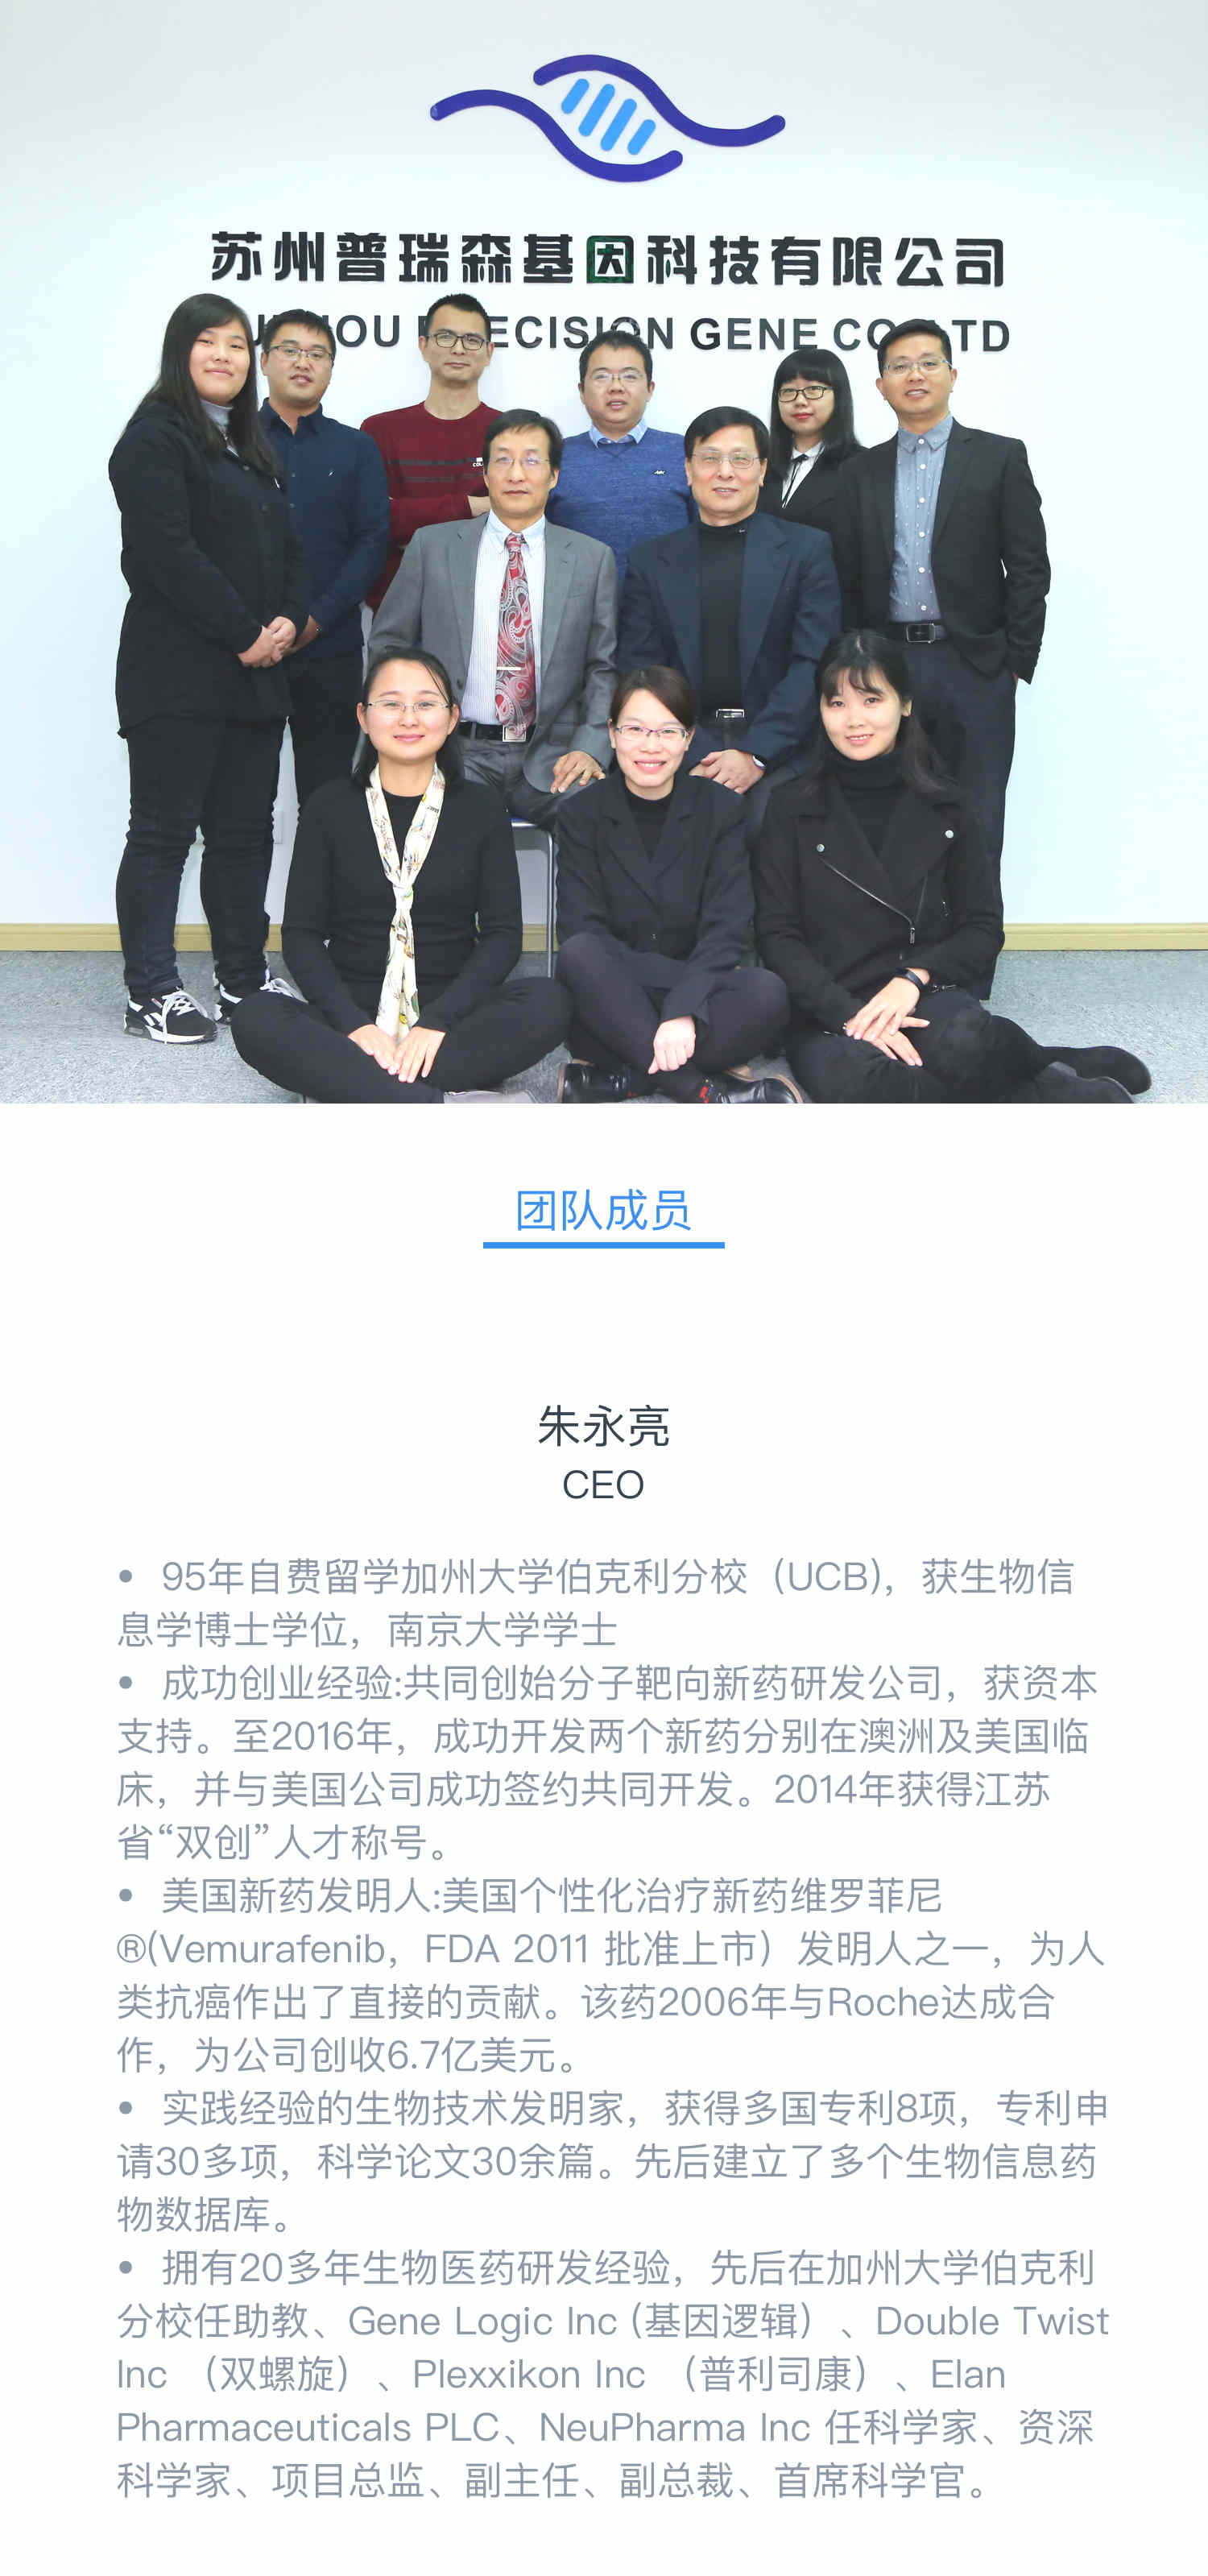 苏州普瑞森基因科技有限公司
GENE
团队成员
朱永亮
CEO
• 95年自费留学加州大学伯克利分校（UCB)，获生物信
息学博士学位，南京大学学士
• 成功创业经验:共同创始分子靶向新药研发公司，获资本
支持。至2016年，成功开发两个新药分别在澳洲及美国临
床，并与美国公司成功签约共同开发。2014年获得江苏
省“双创”人才称号。
• 美国新药发明人:美国个性化治疗新药维罗菲尼
®(Vemurafenib，FDA 2011 批准上市）发明人之一，为人
类抗癌作出了直接的贡献。该药2006年与Roche达成合
作，为公司创收6.7亿美元。
• 实践经验的生物技术发明家，获得多国专利8项，专利申
请30多项，科学论文30余篇。先后建立了多个生物信息药
物数据库。
• 拥有20多年生物医药研发经验，先后在加州大学伯克利
分校任助教、Gene Logic Inc (基因逻辑）、Double Twist
Inc （双螺旋）、Plexxikon Inc （普利司康）、Elan
Pharmaceuticals PLC、NeuPharma Inc 任科学家、资深
科学家、项目总监、副主任、副总裁、首席科学官。